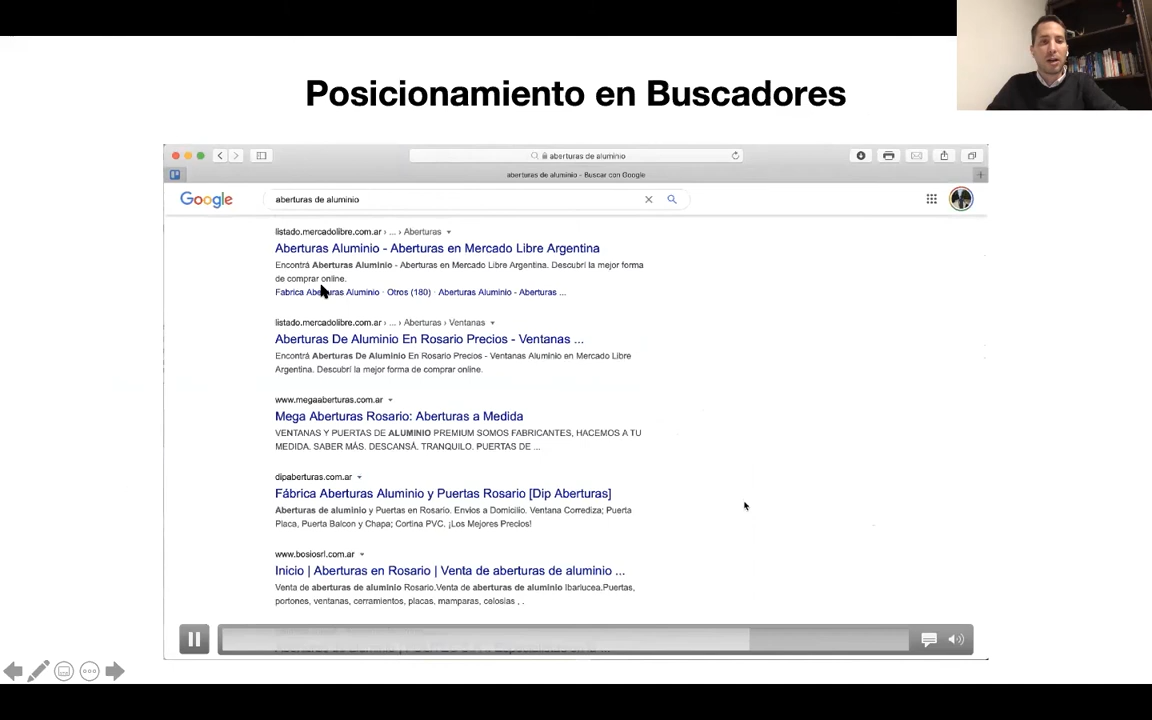 Posicionamiento en Buscadores
aberturas de aluminio
aberturas de aluminio - Buscar con Google
Google
aberturas de aluminio
listado.mercadolibre.com.ar › ... › Aberturas
Aberturas Aluminio - Aberturas en Mercado Libre Argentina
Encontrá Aberturas Aluminio - Aberturas en Mercado Libre Argentina. Descubrí la mejor forma
de comprar online.
Fabrica Aberturas Aluminio · Otros (180) · Aberturas Aluminio - Aberturas ...
listado.mercadolibre.com.ar › ... › Aberturas › Ventanas
Aberturas De Aluminio En Rosario Precios - Ventanas ...
Encontrá Aberturas De Aluminio En Rosario Precios - Ventanas Aluminio en Mercado Libre
Argentina. Descubrí la mejor forma de comprar online.
www.megaaberturas.com.ar
Mega Aberturas Rosario: Aberturas a Medida
VENTANAS Y PUERTAS DE ALUMINIO PREMIUM SOMOS FABRICANTES, HACEMOS A TU
MEDIDA. SABER MÁS. DESCANSÁ. TRANQUILO. PUERTAS DE ...
dipaberturas.com.ar
Fábrica Aberturas Aluminio y Puertas Rosario [Dip Aberturas]
Aberturas de aluminio y Puertas en Rosario. Envíos a Domicilio. Ventana Corrediza; Puerta
Placa, Puerta Balcon y Chapa; Cortina PVC. ¡Los Mejores Precios!
www.bosiosrl.com.ar
Inicio | Aberturas en Rosario | Venta de aberturas de aluminio ...
Venta de aberturas de aluminio Rosario,Venta de aberturas de aluminio Ibarlucea.Puertas,
portones, ventanas, cerramientos, placas, mamparas, celosias , .